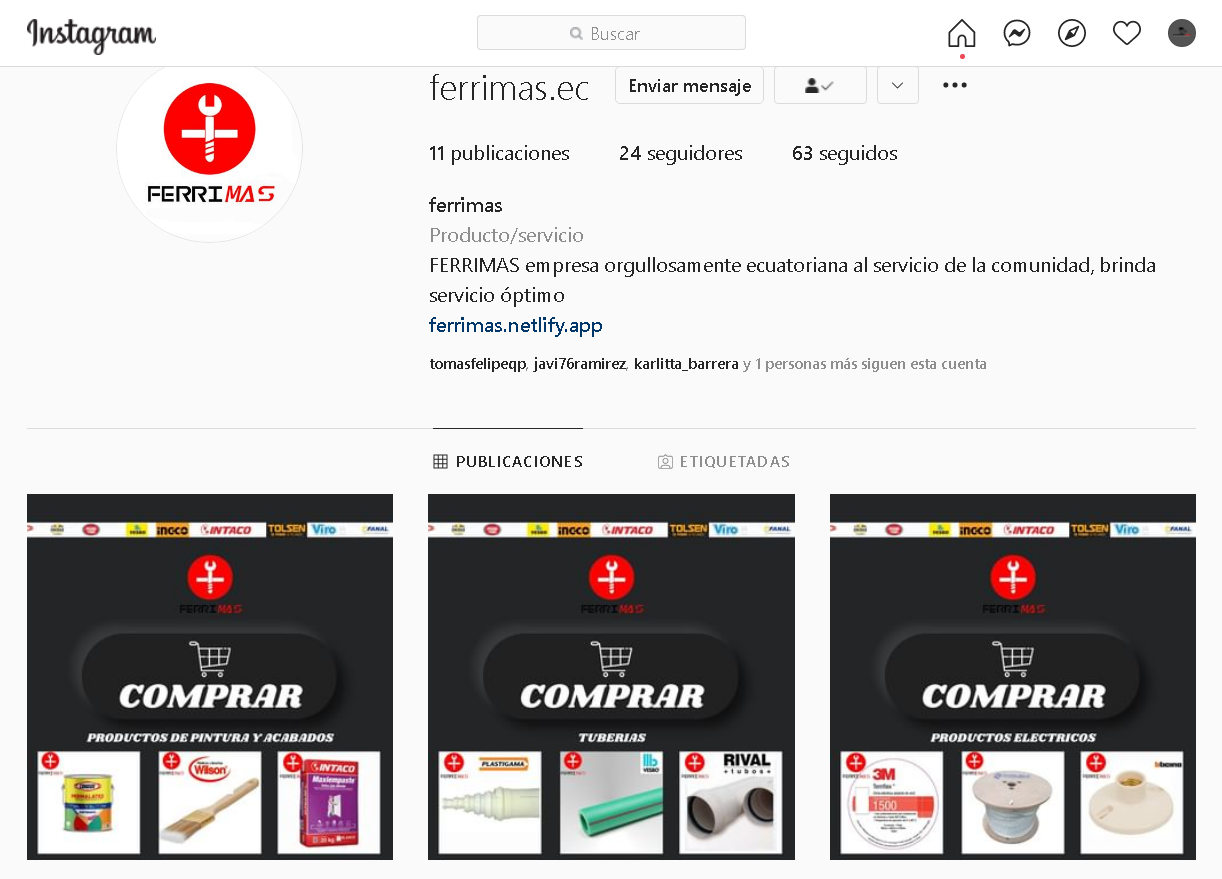 Instagram
Buscar
ferrimas.ec
Enviar mensaje
FERRIMAS
11 publicaciones
24 seguidores
63 seguidos
ferrimas
Producto/servicio
FERRIMAS empresa orgullosamente ecuatoriana al servicio de la comunidad, brinda
servicio óptimo
ferrimas.netlify.app
tomasfelipeqp, javi76ramirez, karlitta_barrera y 1 personas más siguen esta cuenta
PUBLICACIONES
ETIQUETADAS
INGCO INTACO TOLSEN Viro FANAL
FERRIMAS
COMPRAR
PRODUCTOS DE PINTURA Y ACABADOS
Wilson
INTACO
Maxiempaste
INGCO INTACO TOLSEN Viro FANAL
FERRIMAS
COMPRAR
TUBERIAS
PLASTIGAMA
VESBO
RIVAL
tubos
INGCO INTACO TOLSEN Viro FANAL
FERRIMAS
COMPRAR
PRODUCTOS ELECTRICOS
3M
Temflex
1500
bticino